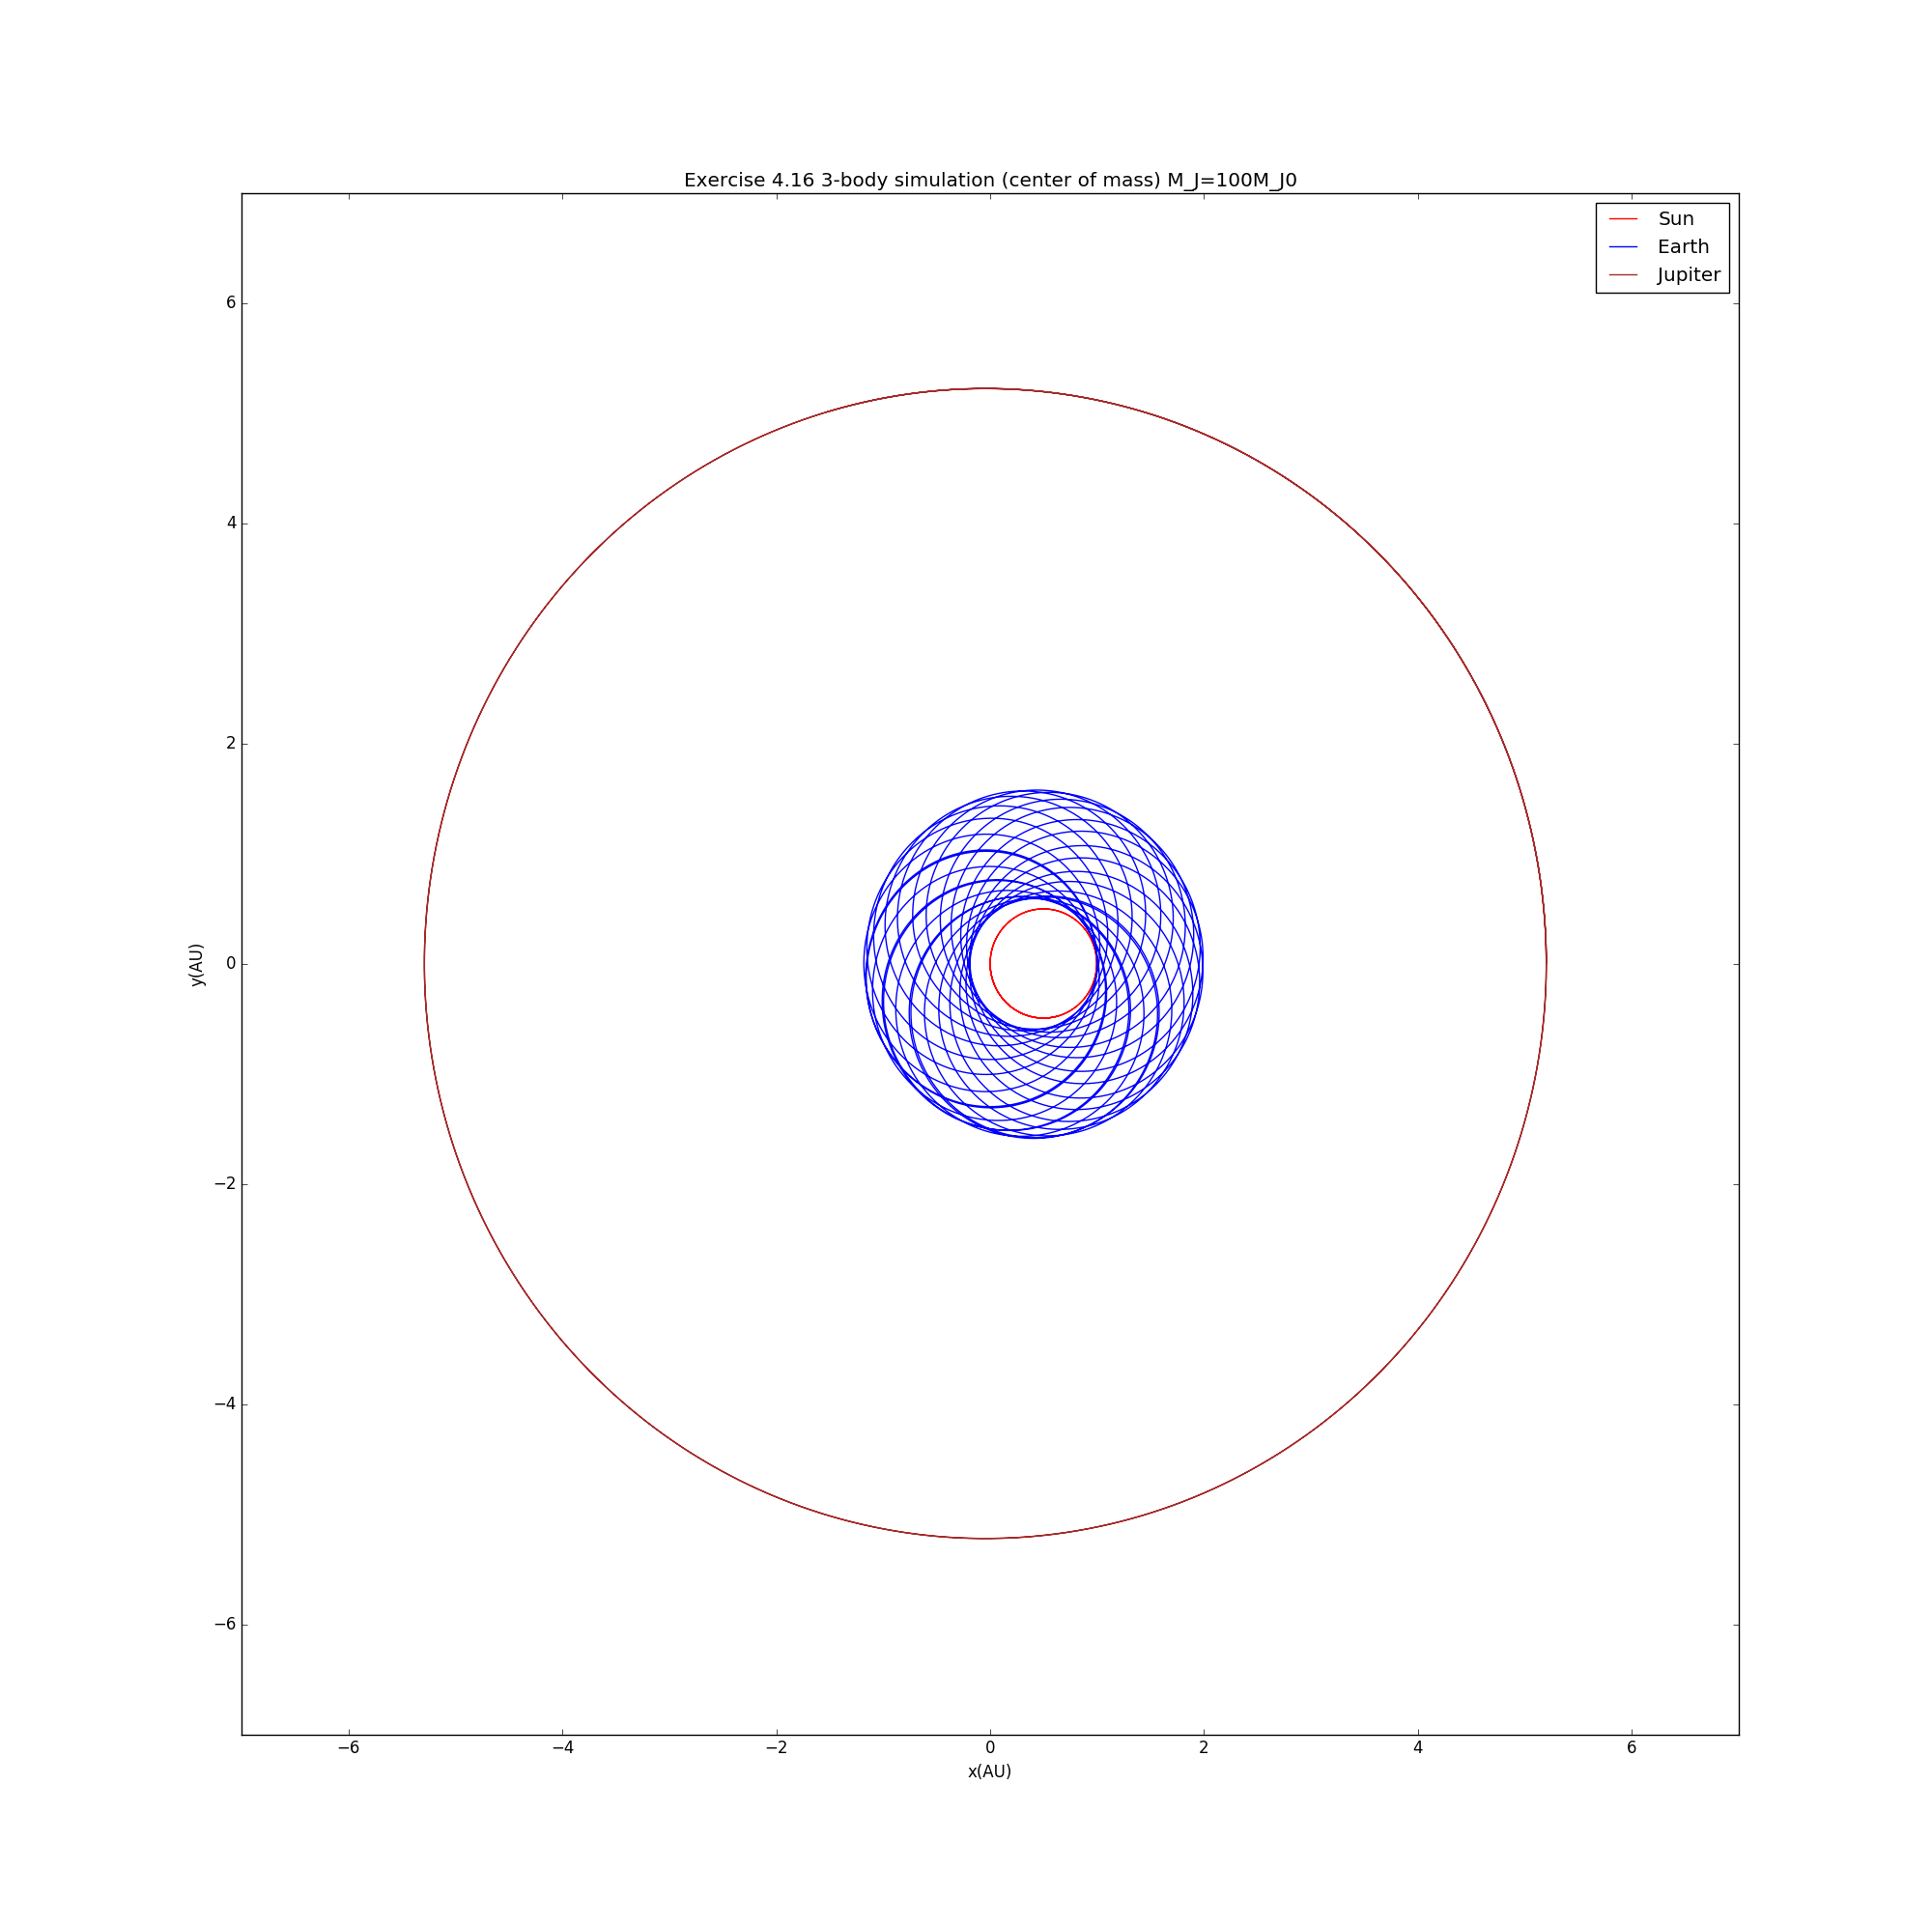 Exercise 4.16 3-body simulation (center of mass) M_J=100M_J0
Sun
Earth
Jupiter
6
4
2
0
−2
−4
−6
y(AU)
−6 −4 −2 0 2 4 6
x(AU)